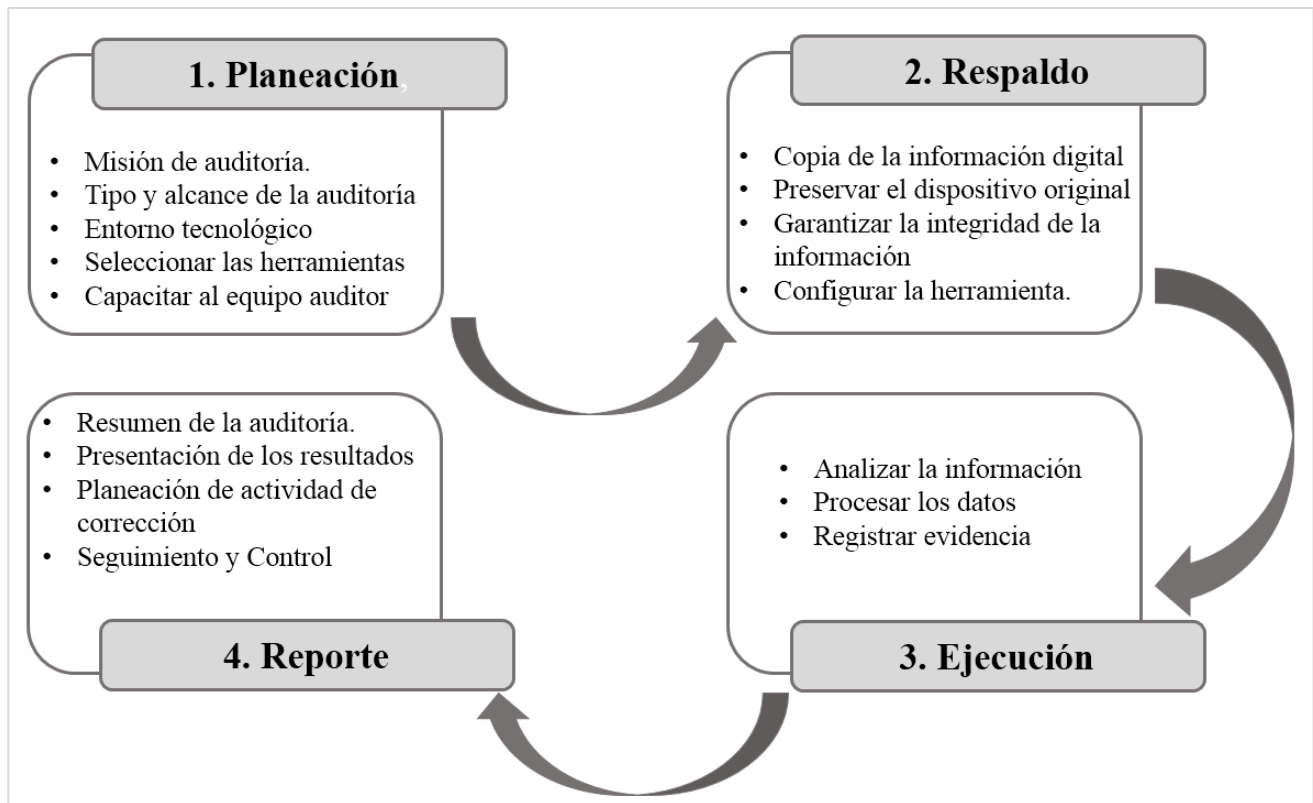 1. Planeación,
• Misión de auditoría.
• Tipo y alcance de la auditoría
• Entorno tecnológico
• Seleccionar las herramientas
• Capacitar al equipo auditor
2. Respaldo
• Copia de la información digital
• Preservar el dispositivo original
• Garantizar la integridad de la
información
• Configurar la herramienta.
• Analizar la información
• Procesar los datos
• Registrar evidencia
3. Ejecución
• Resumen de la auditoría.
• Presentación de los resultados
• Planeación de actividad de
corrección
• Seguimiento y Control
4. Reporte